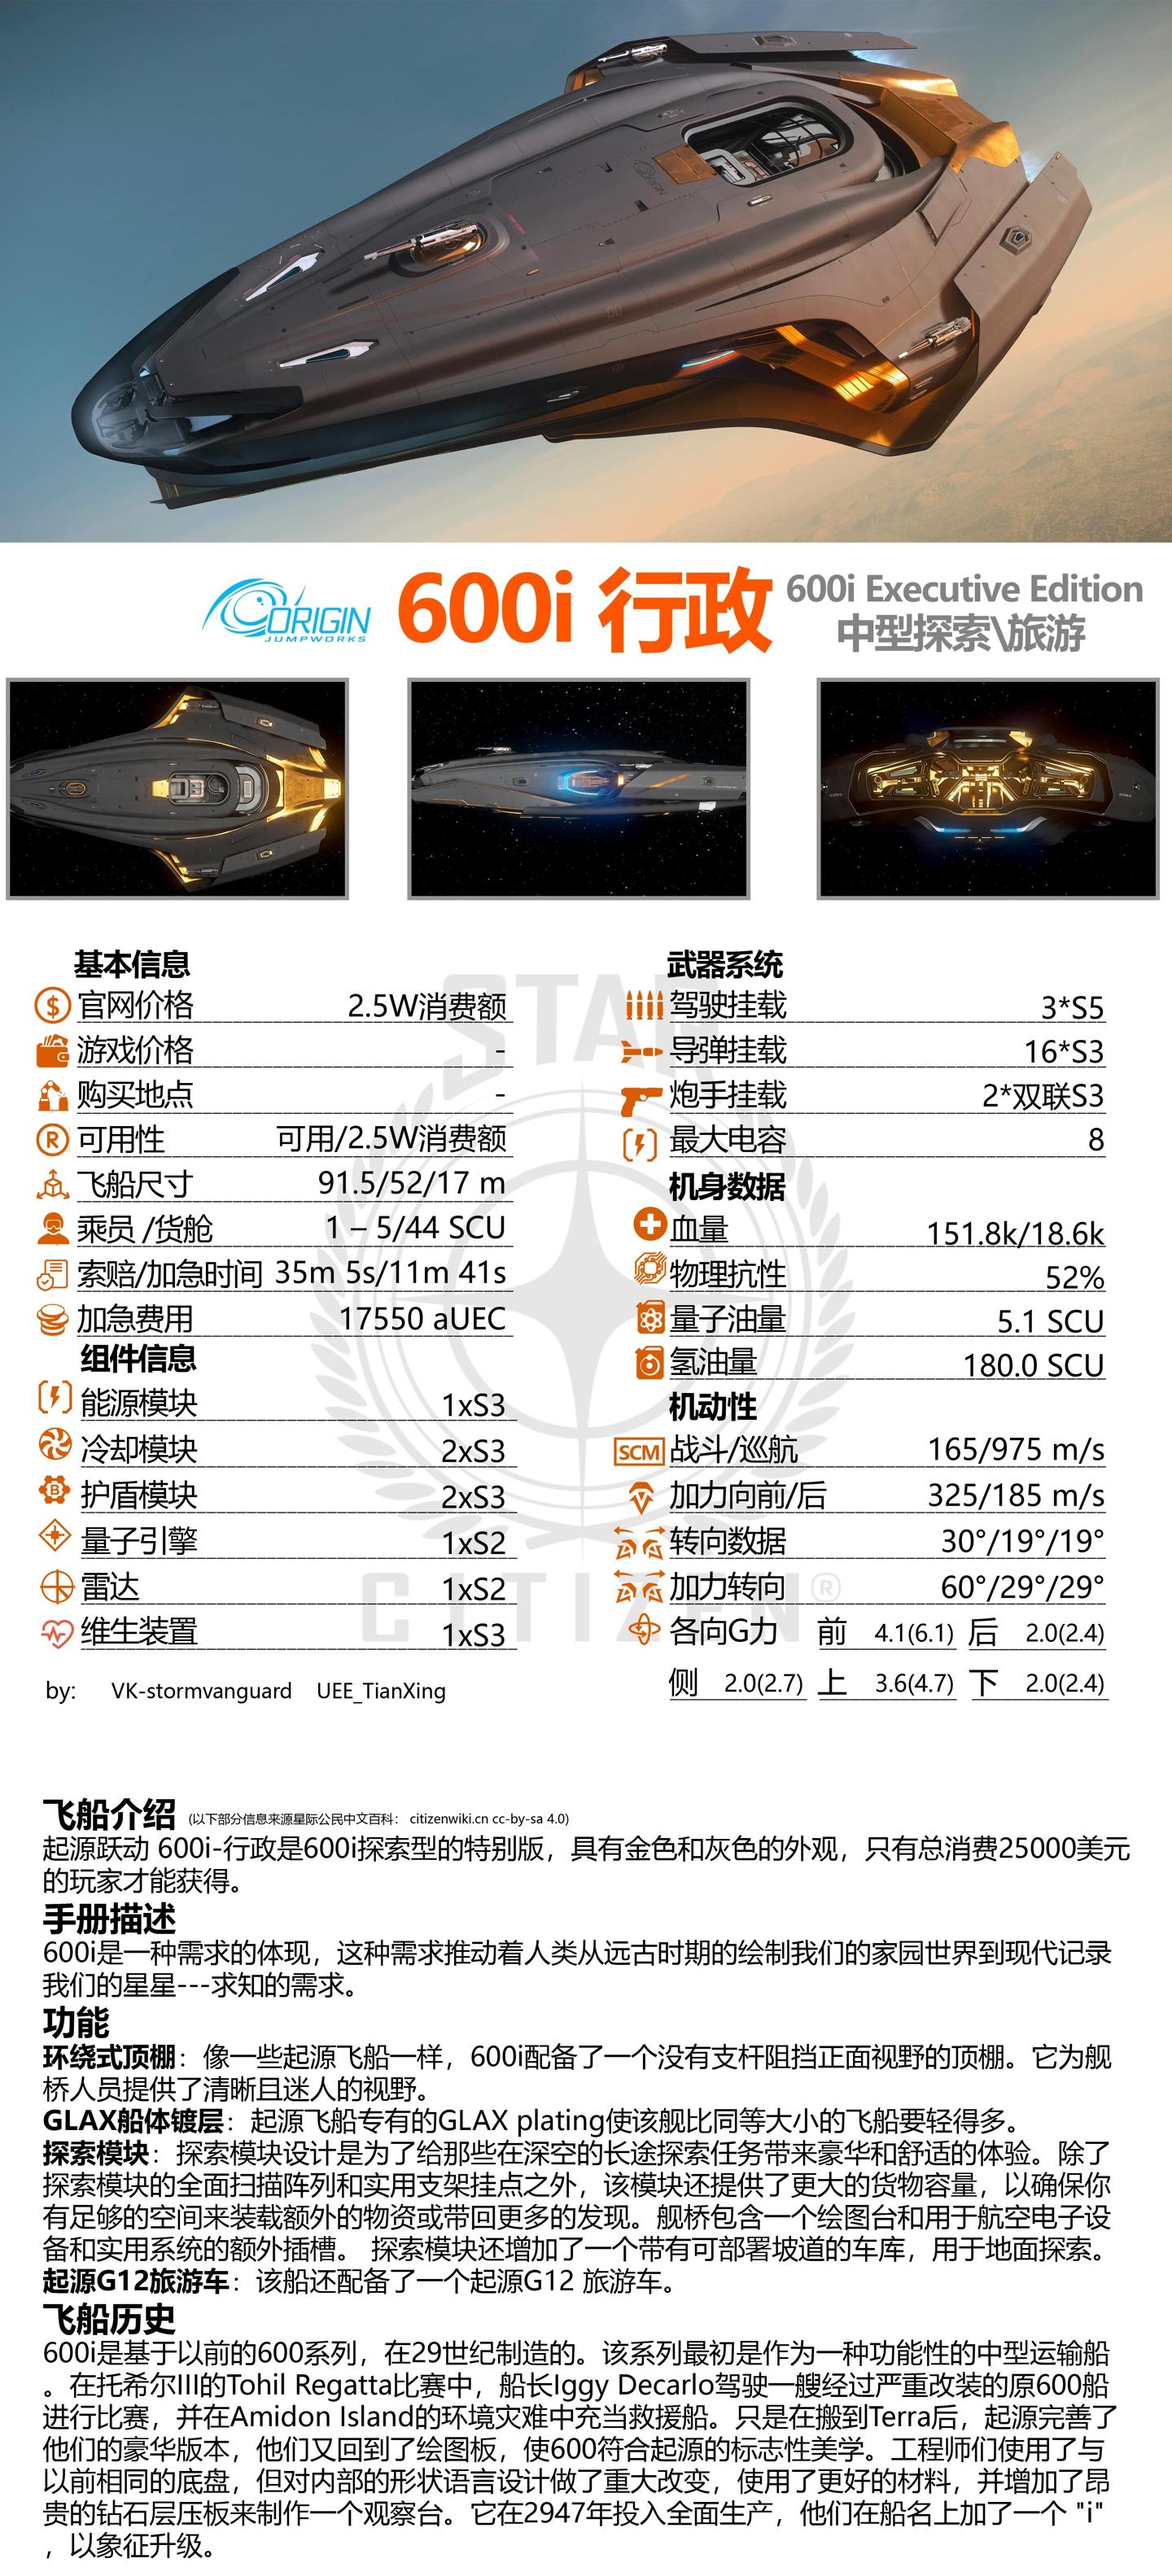 ORIGIN
ORIGIN
JUMPWORKS
600i 行政
600i Executive Edition
中型探索\旅游
STAR
CITIZEN®
基本信息
官网价格 2.5W消费额
游戏价格 -
购买地点 -
可用性 可用/2.5W消费额
飞船尺寸 91.5/52/17 m
乘员 /货舱 1 – 5/44 SCU
索赔/加急时间 35m 5s/11m 41s
加急费用 17550 aUEC
组件信息
能源模块 1xS3
冷却模块 2xS3
护盾模块 2xS3
量子引擎 1xS2
雷达 1xS2
维生装置 1xS3
by: VK-stormvanguard UEE_TianXing
武器系统
驾驶挂载 3*S5
导弹挂载 16*S3
炮手挂载 2*双联S3
最大电容 8
机身数据
血量 151.8k/18.6k
物理抗性 52%
量子油量 5.1 SCU
氢油量 180.0 SCU
机动性
SCM 战斗/巡航 165/975 m/s
加力向前/后 325/185 m/s
转向数据 30°/19°/19°
加力转向 60°/29°/29°
各向G力 前 4.1(6.1) 后 2.0(2.4)
侧 2.0(2.7) 上 3.6(4.7) 下 2.0(2.4)
飞船介绍 (以下部分信息来源星际公民中文百科： citizenwiki.cn cc-by-sa 4.0)
起源跃动 600i-行政是600i探索型的特别版，具有金色和灰色的外观，只有总消费25000美元
的玩家才能获得。
手册描述
600i是一种需求的体现，这种需求推动着人类从远古时期的绘制我们的家园世界到现代记录
我们的星星---求知的需求。
功能
环绕式顶棚：像一些起源飞船一样，600i配备了一个没有支杆阻挡正面视野的顶棚。它为舰
桥人员提供了清晰且迷人的视野。
GLAX船体镀层：起源飞船专有的GLAX plating使该舰比同等大小的飞船要轻得多。
探索模块：探索模块设计是为了给那些在深空的长途探索任务带来豪华和舒适的体验。除了
探索模块的全面扫描阵列和实用支架挂点之外，该模块还提供了更大的货物容量，以确保你
有足够的空间来装载额外的物资或带回更多的发现。舰桥包含一个绘图台和用于航空电子设
备和实用系统的额外插槽。 探索模块还增加了一个带有可部署坡道的车库，用于地面探索。
起源G12旅游车：该船还配备了一个起源G12 旅游车。
飞船历史
600i是基于以前的600系列，在29世纪制造的。该系列最初是作为一种功能性的中型运输船
。在托希尔III的Tohil Regatta比赛中，船长Iggy Decarlo驾驶一艘经过严重改装的原600船
进行比赛，并在Amidon Island的环境灾难中充当救援船。只是在搬到Terra后，起源完善了
他们的豪华版本，他们又回到了绘图板，使600符合起源的标志性美学。工程师们使用了与
以前相同的底盘，但对内部的形状语言设计做了重大改变，使用了更好的材料，并增加了昂
贵的钻石层压板来制作一个观察台。它在2947年投入全面生产，他们在船名上加了一个 "i"
，以象征升级。